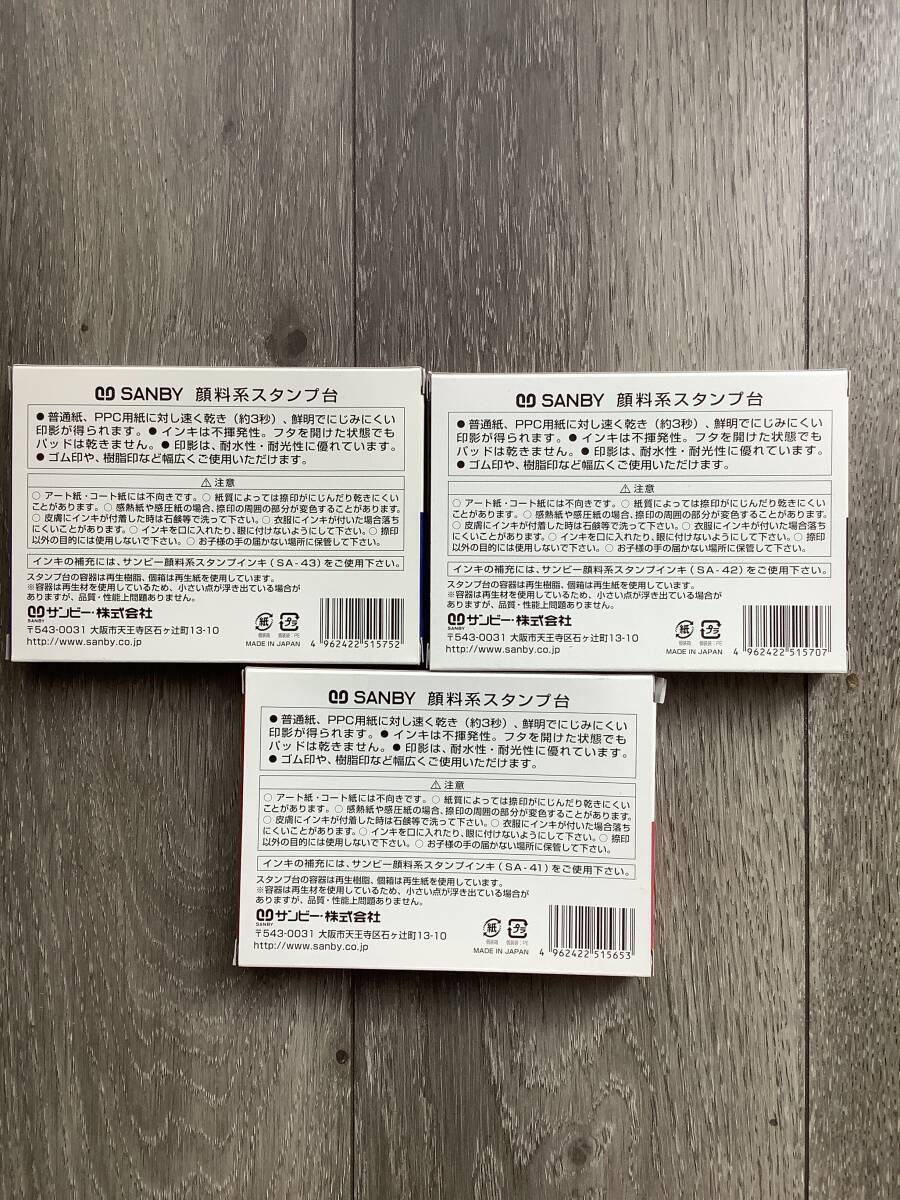 SANBY 顔料系スタンプ台
● 普通紙、PPC用紙に対し速く乾き（約3秒）、鮮明でにじみにくい
印影が得られます。● インキは不揮発性。フタを開けた状態でも
パッドは乾きません。● 印影は、耐水性・耐光性に優れています。
● ゴム印や、樹脂印など幅広くご使用いただけます。
⚠ 注意
○ アート紙・コート紙には不向きです。○ 紙質によっては捺印がにじんだり乾きにくい
ことがあります。○ 感熱紙や感圧紙の場合、捺印の周囲の部分が変色することがありま
す。○ 皮膚にインキが付着した時は石鹸等で洗って下さい。○ 衣服にインキが付いた場合落ち
にくいことがあります。○ インキを口に入れたり、眼に付けないようにして下さい。○ 捺印
以外の目的には使用しないで下さい。○ お子様の手の届かない場所に保管して下さい。
インキの補充には、サンビー顔料系スタンプインキ（SA-43）をご使用下さい。
スタンプ台の容器は再生樹脂、個箱は再生紙を使用しています。
※容器は再生材を使用しているため、小さい点が浮き出ている場合が
ありますが、品質・性能上問題ありません。
SANBY サンビー・株式会社
〒543-0031 大阪市天王寺区石ヶ辻町13-10
http://www.sanby.co.jp
紙 個装箱
プラ 個装袋：PE
MADE IN JAPAN
4 962422 515752
SANBY 顔料系スタンプ台
● 普通紙、PPC用紙に対し速く乾き（約3秒）、鮮明でにじみにくい
印影が得られます。● インキは不揮発性。フタを開けた状態でも
パッドは乾きません。● 印影は、耐水性・耐光性に優れています。
● ゴム印や、樹脂印など幅広くご使用いただけます。
⚠ 注意
○ アート紙・コート紙には不向きです。○ 紙質によっては捺印がにじんだり乾きにくい
ことがあります。○ 感熱紙や感圧紙の場合、捺印の周囲の部分が変色することがあります。
○ 皮膚にインキが付着した時は石鹸等で洗って下さい。○ 衣服にインキが付いた場合落ち
にくいことがあります。○ インキを口に入れたり、眼に付けないようにして下さい。○ 捺印
以外の目的には使用しないで下さい。○ お子様の手の届かない場所に保管して下さい。
インキの補充には、サンビー顔料系スタンプインキ（SA-42）をご使用下さい。
スタンプ台の容器は再生樹脂、個箱は再生紙を使用しています。
※容器は再生材を使用しているため、小さい点が浮き出ている場合が
ありますが、品質・性能上問題ありません。
SANBY サンビー・株式会社
〒543-0031 大阪市天王寺区石ヶ辻町13-10
http://www.sanby.co.jp
紙 個装箱
プラ 個装袋：PE
MADE IN JAPAN
4 962422 515707
SANBY 顔料系スタンプ台
● 普通紙、PPC用紙に対し速く乾き（約3秒）、鮮明でにじみにくい
印影が得られます。● インキは不揮発性。フタを開けた状態でも
パッドは乾きません。● 印影は、耐水性・耐光性に優れています。
● ゴム印や、樹脂印など幅広くご使用いただけます。
⚠ 注意
○ アート紙・コート紙には不向きです。○ 紙質によっては捺印がにじんだり乾きにくい
ことがあります。○ 感熱紙や感圧紙の場合、捺印の周囲の部分が変色することがあります。
○ 皮膚にインキが付着した時は石鹸等で洗って下さい。○ 衣服にインキが付いた場合落ち
にくいことがあります。○ インキを口に入れたり、眼に付けないようにして下さい。○ 捺印
以外の目的には使用しないで下さい。○ お子様の手の届かない場所に保管して下さい。
インキの補充には、サンビー顔料系スタンプインキ（SA-41）をご使用下さい。
スタンプ台の容器は再生樹脂、個箱は再生紙を使用しています。
※容器は再生材を使用しているため、小さい点が浮き出ている場合が
ありますが、品質・性能上問題ありません。
SANBY サンビー・株式会社
〒543-0031 大阪市天王寺区石ヶ辻町13-10
http://www.sanby.co.jp
紙 個装箱
プラ 個装袋：PE
MADE IN JAPAN
4 962422 515653